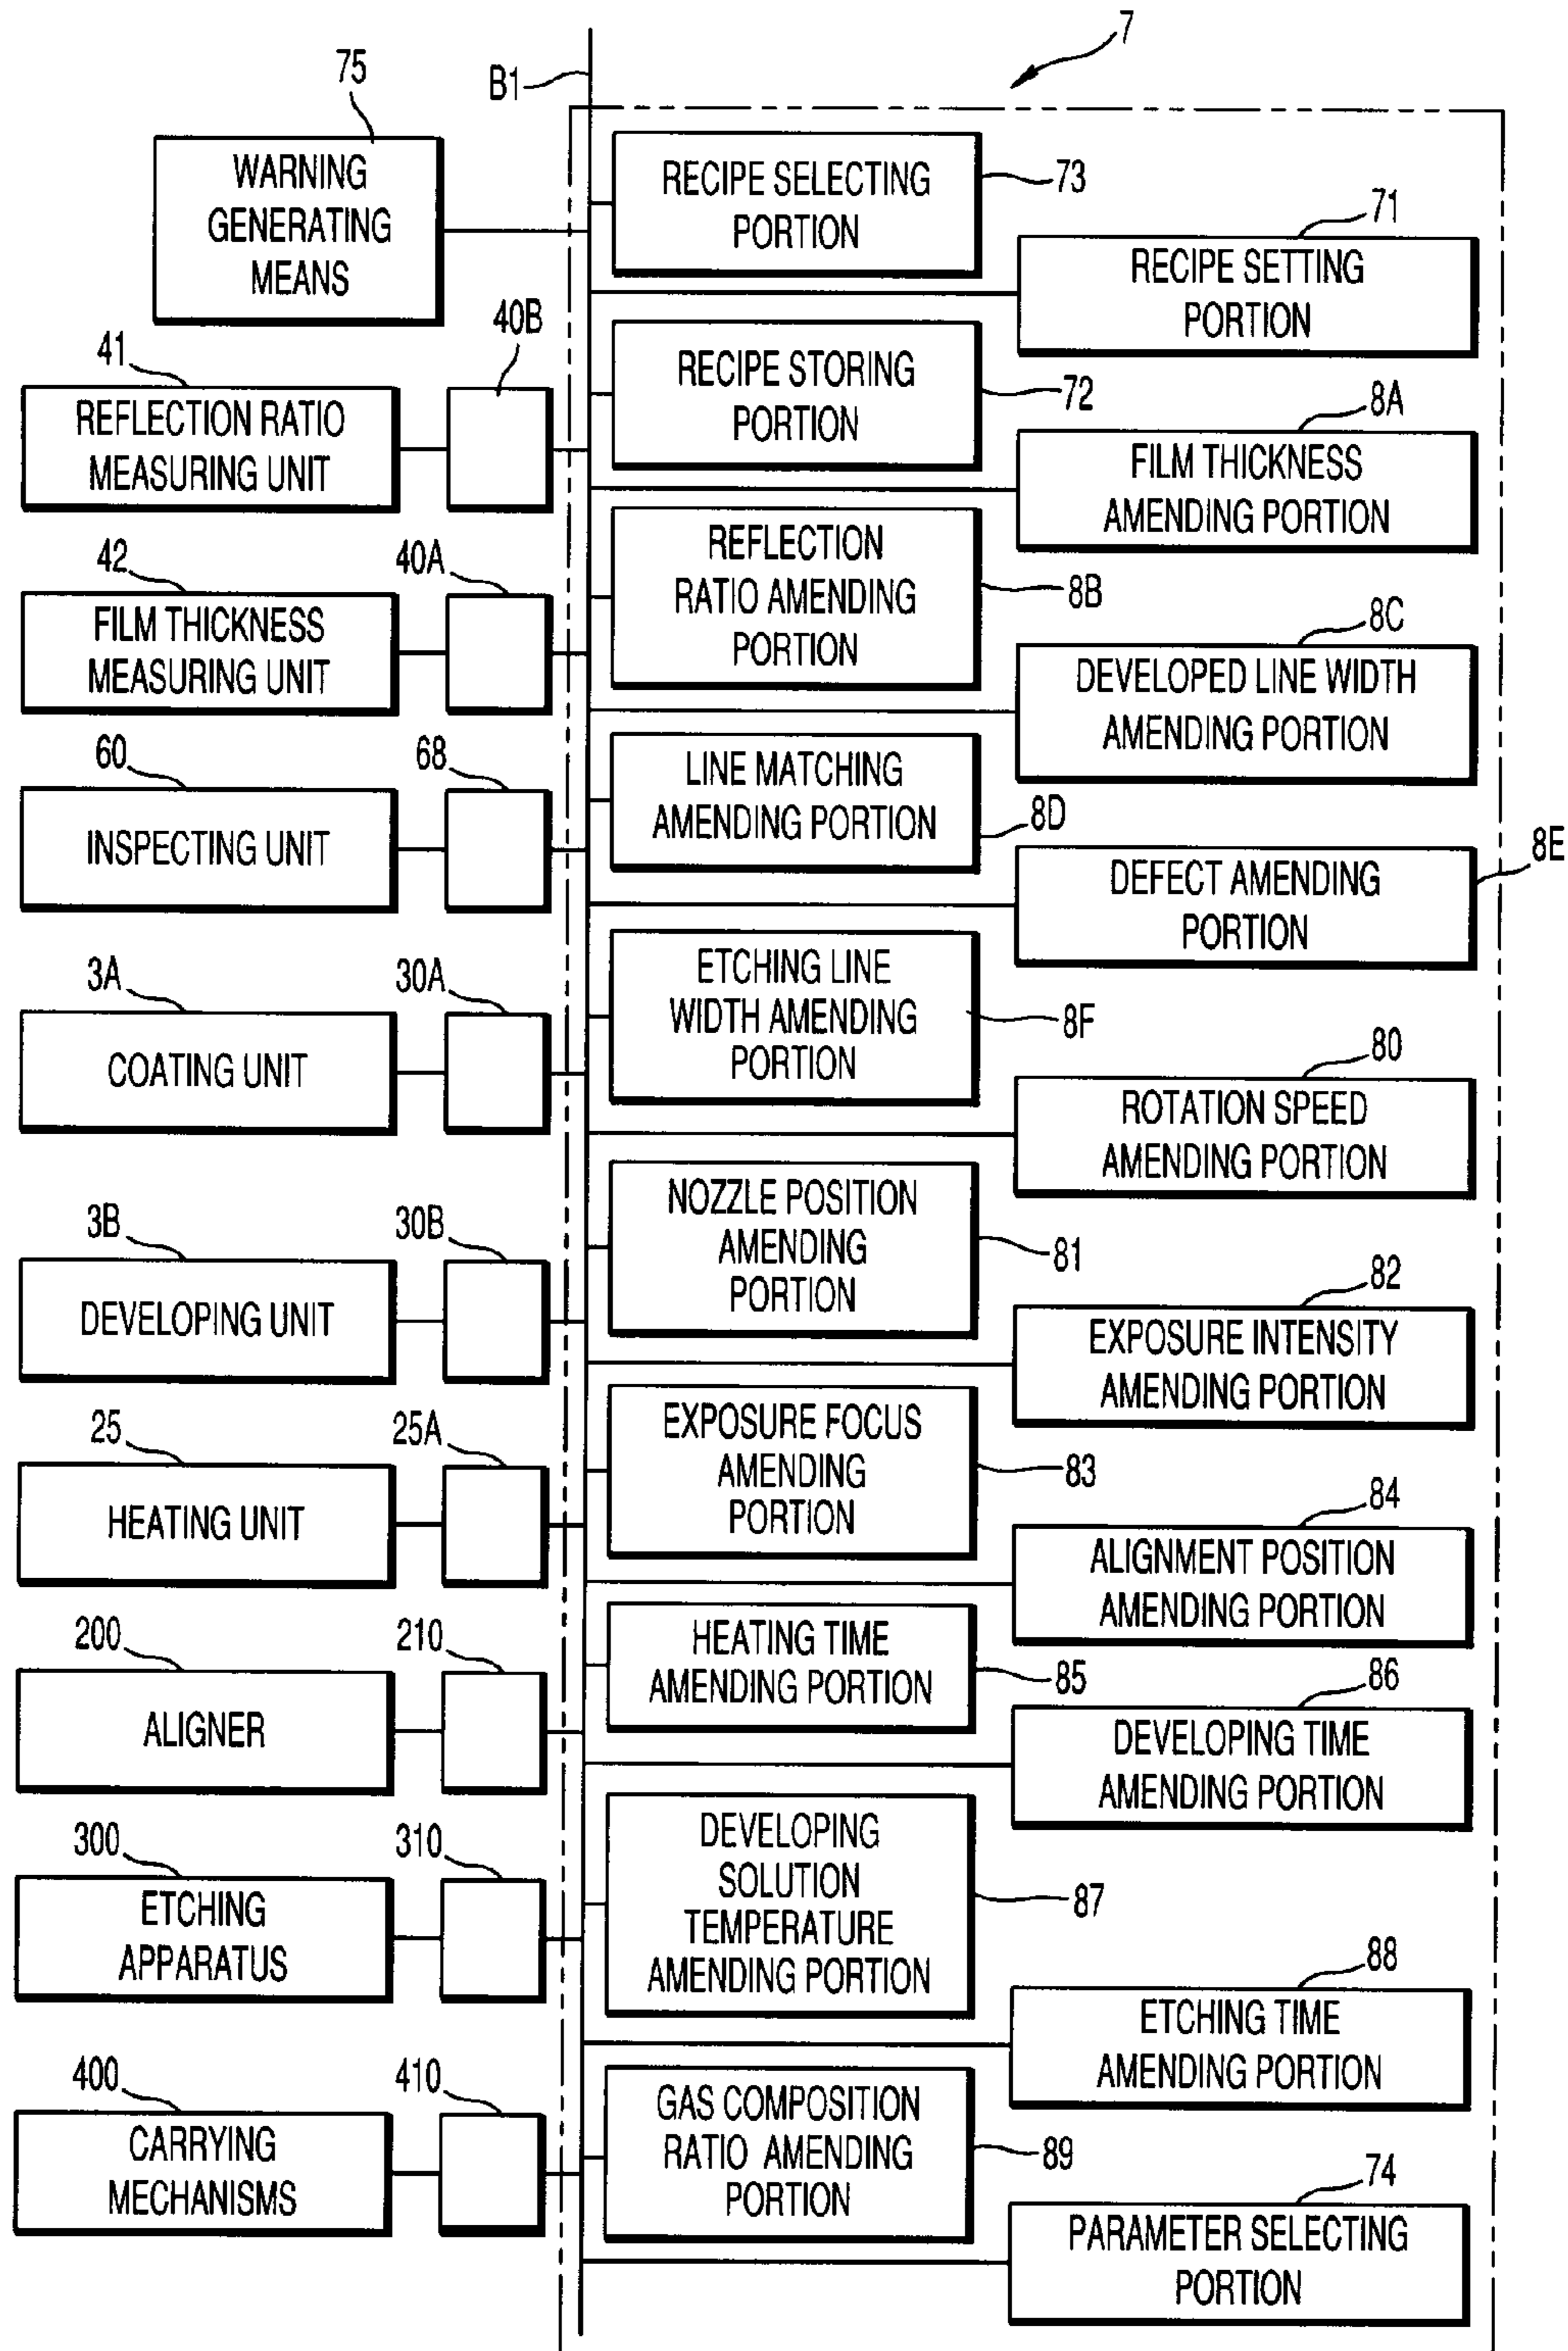 7
75
B1
WARNING
GENERATING
MEANS
RECIPE SELECTING
PORTION
73
71
RECIPE SETTING
PORTION
40B
41
REFLECTION RATIO
MEASURING UNIT
RECIPE STORING
PORTION
72
8A
FILM THICKNESS
AMENDING PORTION
42
40A
FILM THICKNESS
MEASURING UNIT
REFLECTION
RATIO AMENDING
PORTION
8B
8C
DEVELOPED LINE WIDTH
AMENDING PORTION
60
68
INSPECTING UNIT
LINE MATCHING
AMENDING PORTION
8D
8E
DEFECT AMENDING
PORTION
3A
30A
COATING UNIT
ETCHING LINE
WIDTH AMENDING
PORTION
8F
80
ROTATION SPEED
AMENDING PORTION
3B
30B
DEVELOPING UNIT
NOZZLE POSITION
AMENDING
PORTION
81
82
EXPOSURE INTENSITY
AMENDING PORTION
25
25A
HEATING UNIT
EXPOSURE FOCUS
AMENDING
PORTION
83
84
ALIGNMENT POSITION
AMENDING PORTION
200
210
ALIGNER
HEATING TIME
AMENDING PORTION
85
86
DEVELOPING TIME
AMENDING PORTION
300
310
ETCHING
APPARATUS
DEVELOPING
SOLUTION
TEMPERATURE
AMENDING PORTION
87
88
ETCHING TIME
AMENDING PORTION
400
410
CARRYING
MECHANISMS
GAS COMPOSITION
RATIO AMENDING
PORTION
89
74
PARAMETER SELECTING
PORTION